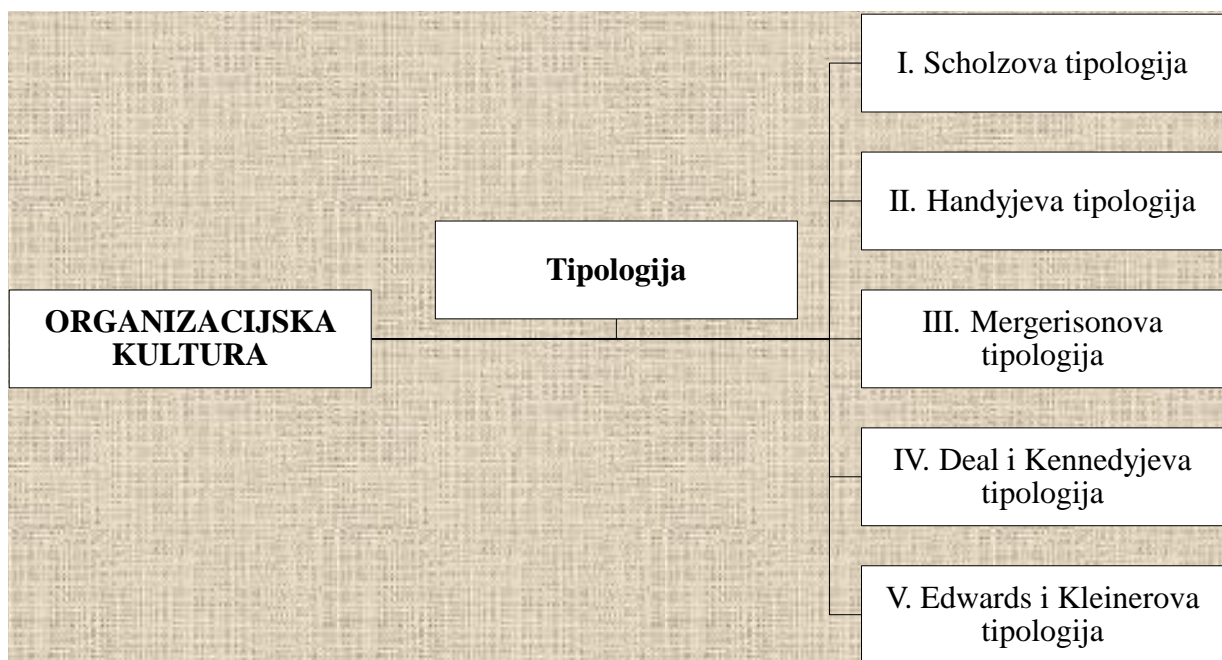 ORGANIZACIJSKA
KULTURA
Tipologija
I. Scholzova tipologija
II. Handyjeva tipologija
III. Mergerisonova
tipologija
IV. Deal i Kennedyjeva
tipologija
V. Edwards i Kleinerova
tipologija